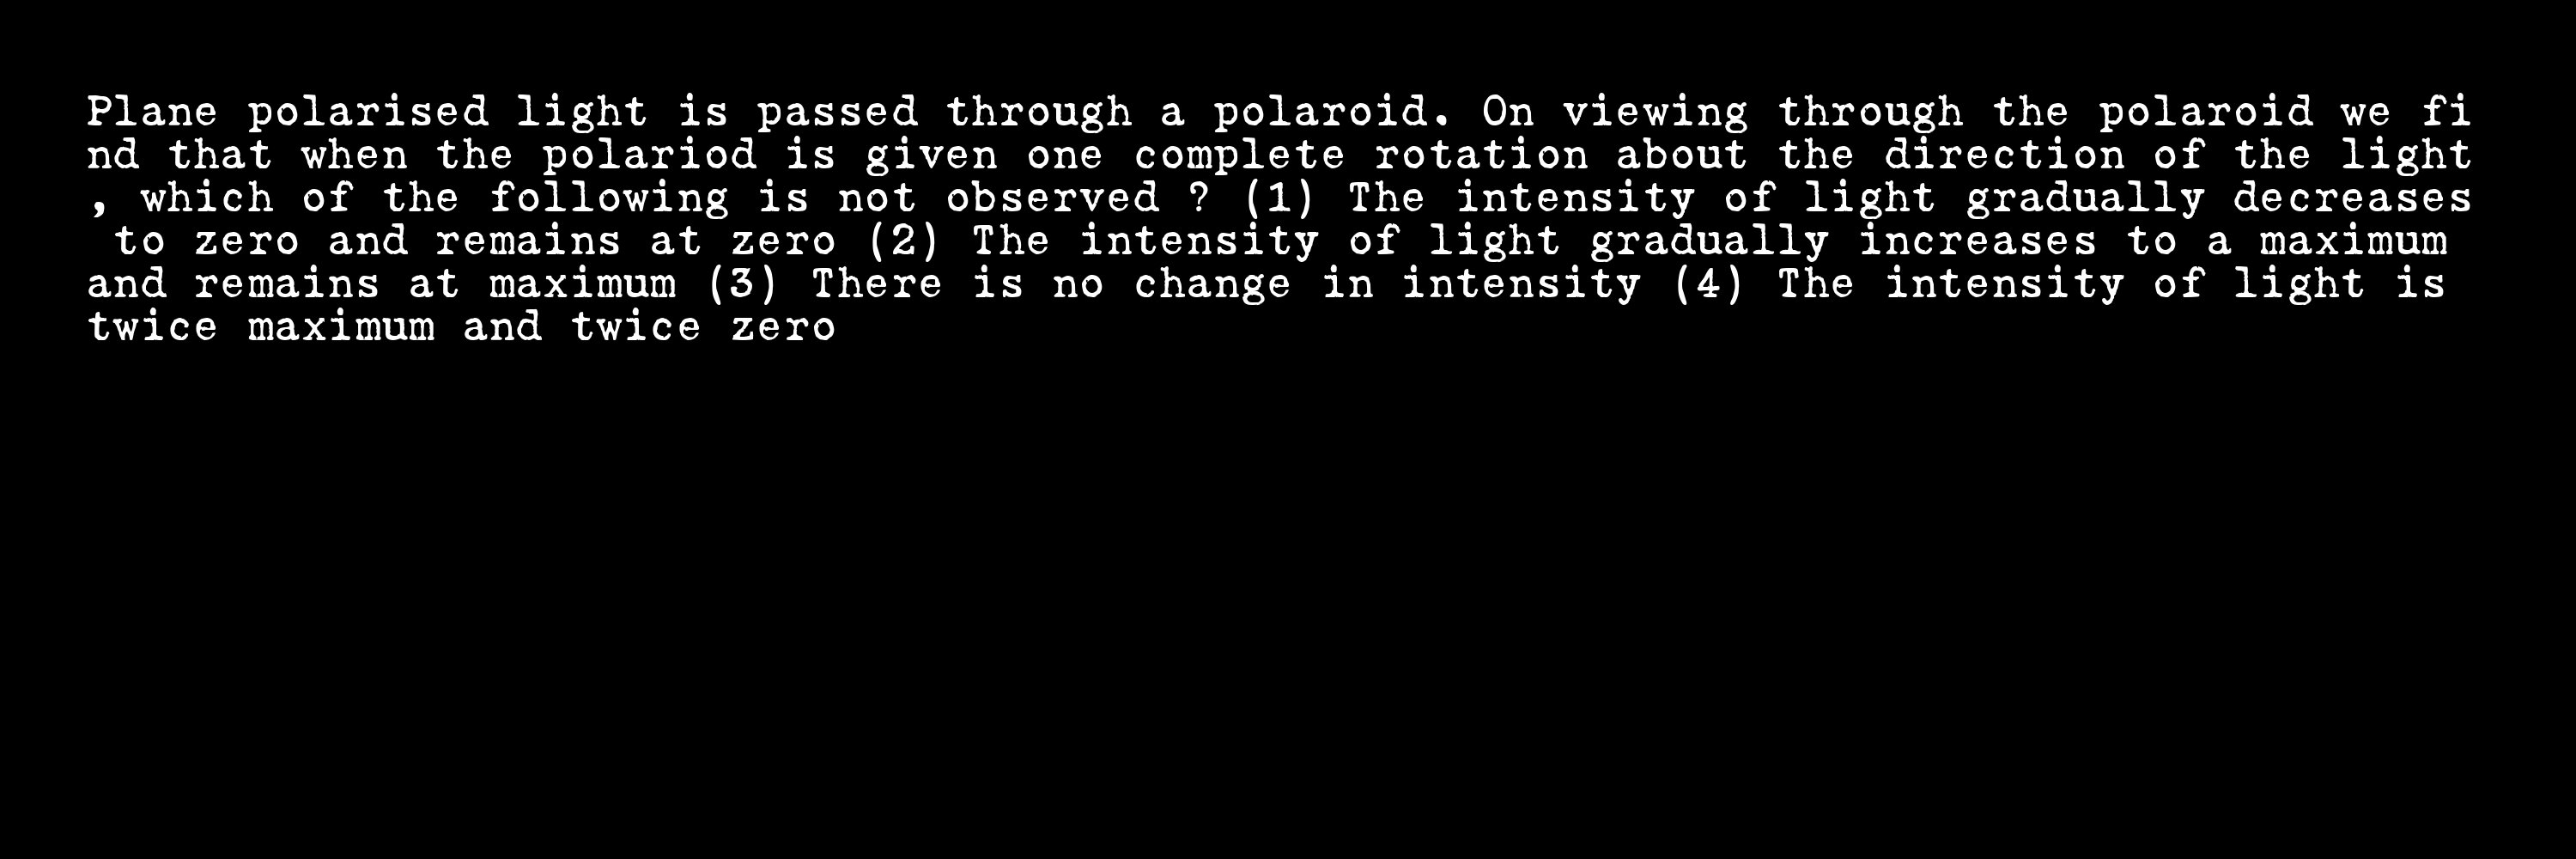 Plane polarised light is passed through a polaroid. On viewing through the polaroid we fi
nd that when the polariod is given one complete rotation about the direction of the light
, which of the following is not observed ? (1) The intensity of light gradually decreases
 to zero and remains at zero (2) The intensity of light gradually increases to a maximum
and remains at maximum (3) There is no change in intensity (4) The intensity of light is
twice maximum and twice zero